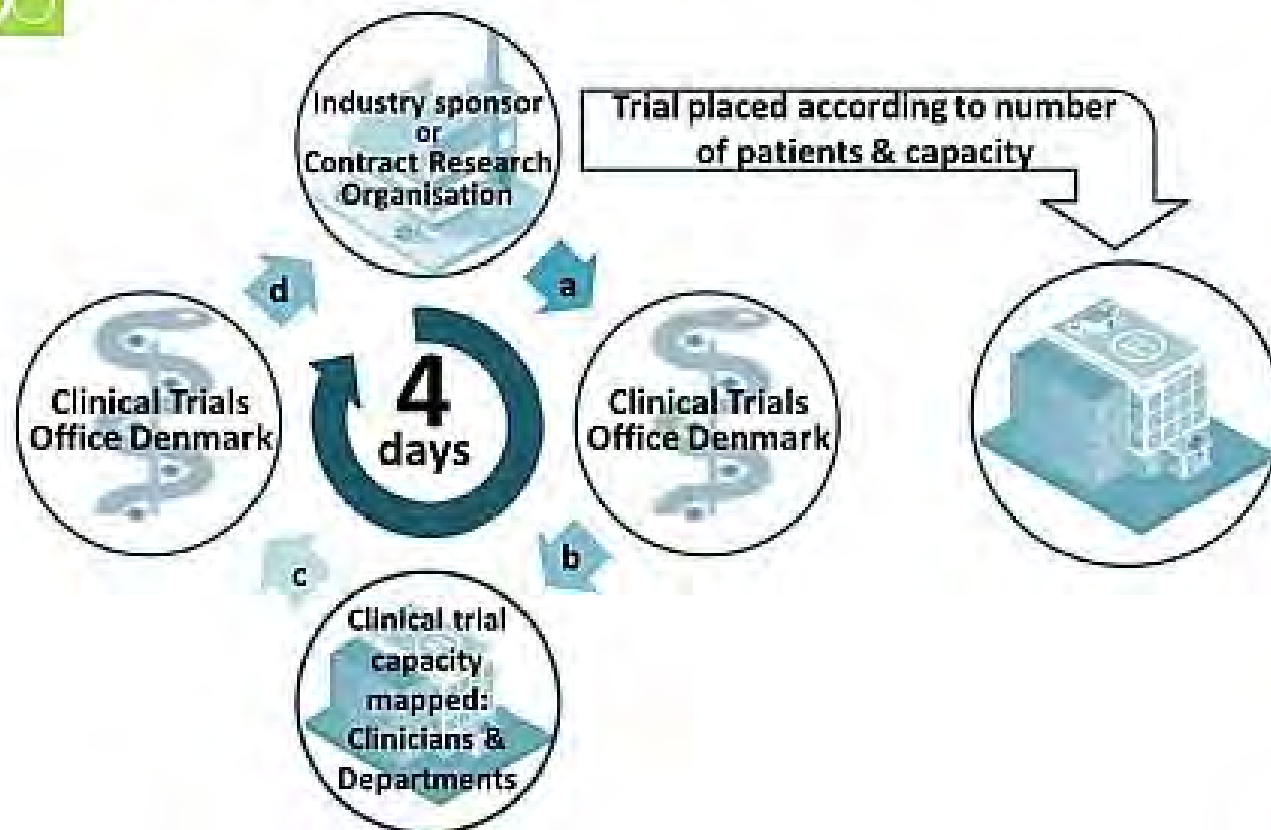 Industry sponsor
or
Contract Research
Organisation
Trial placed according to number
of patients & capacity
d
a
Clinical Trials
Office Denmark
4
days
Clinical Trials
Office Denmark
c
b
Clinical trial
capacity
mapped:
Clinicians &
Departments